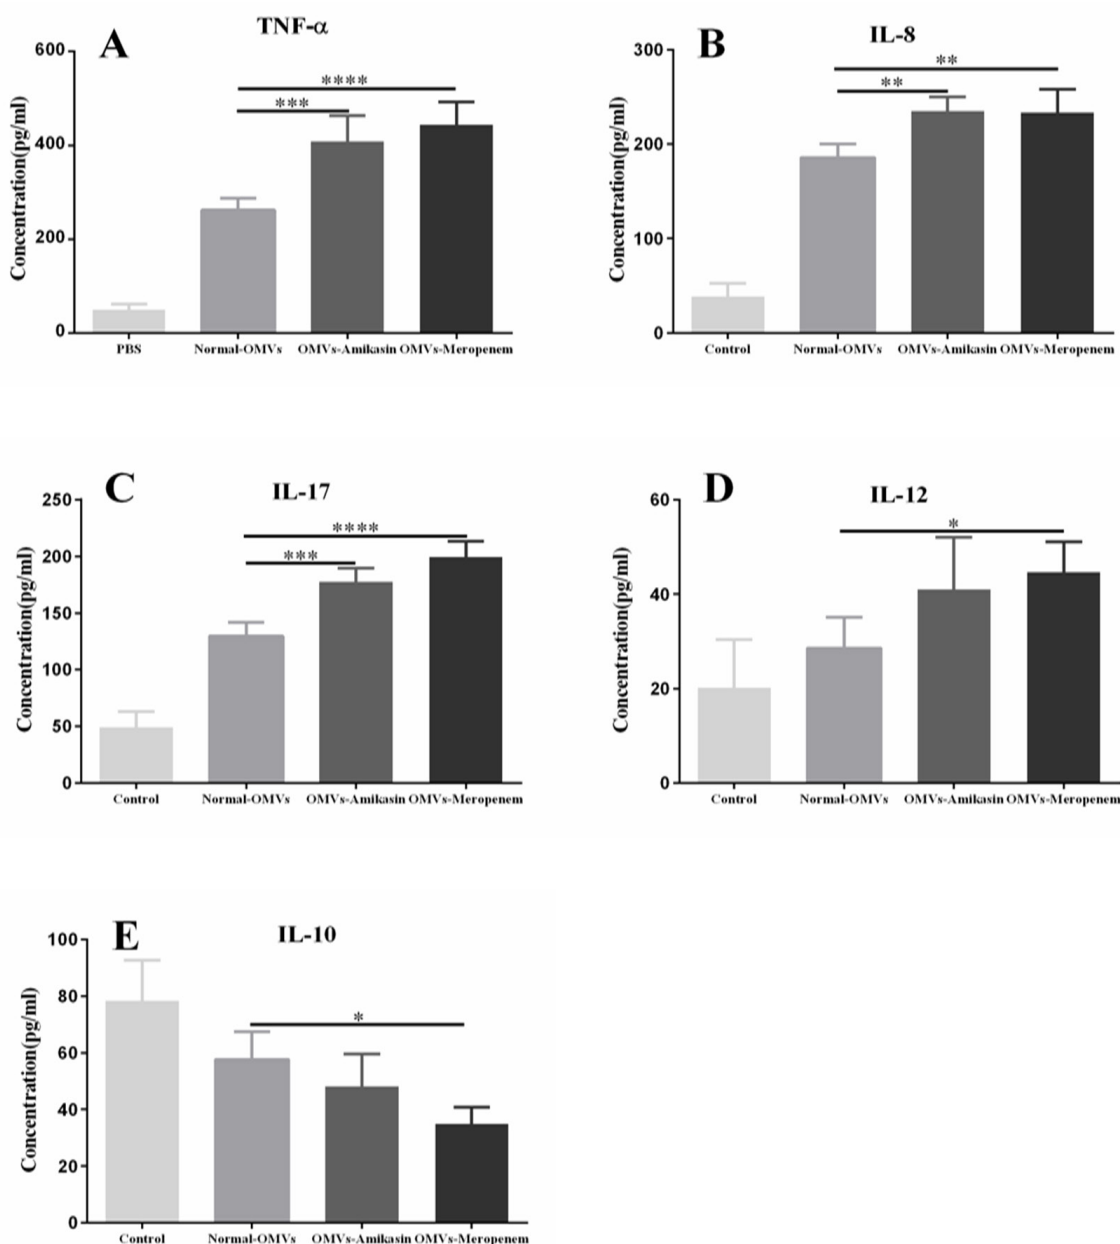 A
TNF-α
Concentration(pg/ml)
600
400
200
0
****
***
PBS Normal-OMVs OMVs-Amikasin OMVs-Meropenem
B
IL-8
Concentration(pg/ml)
300
200
100
0
**
**
Control Normal-OMVs OMVs-Amikasin OMVs-Meropenem
C
IL-17
Concentration(pg/ml)
250
200
150
100
50
0
****
***
Control Normal-OMVs OMVs-Amikasin OMVs-Meropenem
D
IL-12
Concentration(pg/ml)
60
40
20
0
*
Control Normal-OMVs OMVs-Amikasin OMVs-Meropenem
E
IL-10
Concentration(pg/ml)
100
80
60
40
20
0
*
Control Normal-OMVs OMVs-Amikasin OMVs-Meropenem